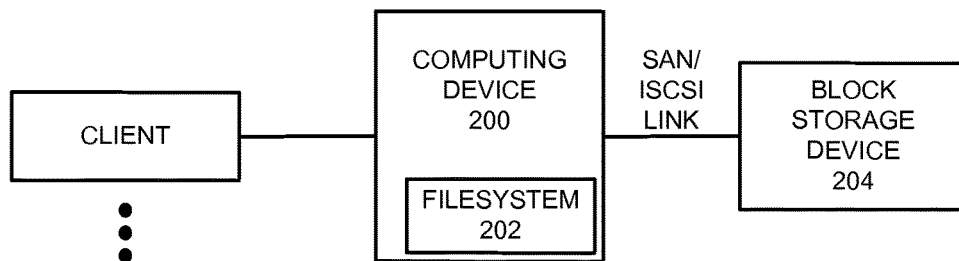 CLIENT
COMPUTING
DEVICE
200
FILESYSTEM
202
SAN/
ISCSI
LINK
BLOCK
STORAGE
DEVICE
204